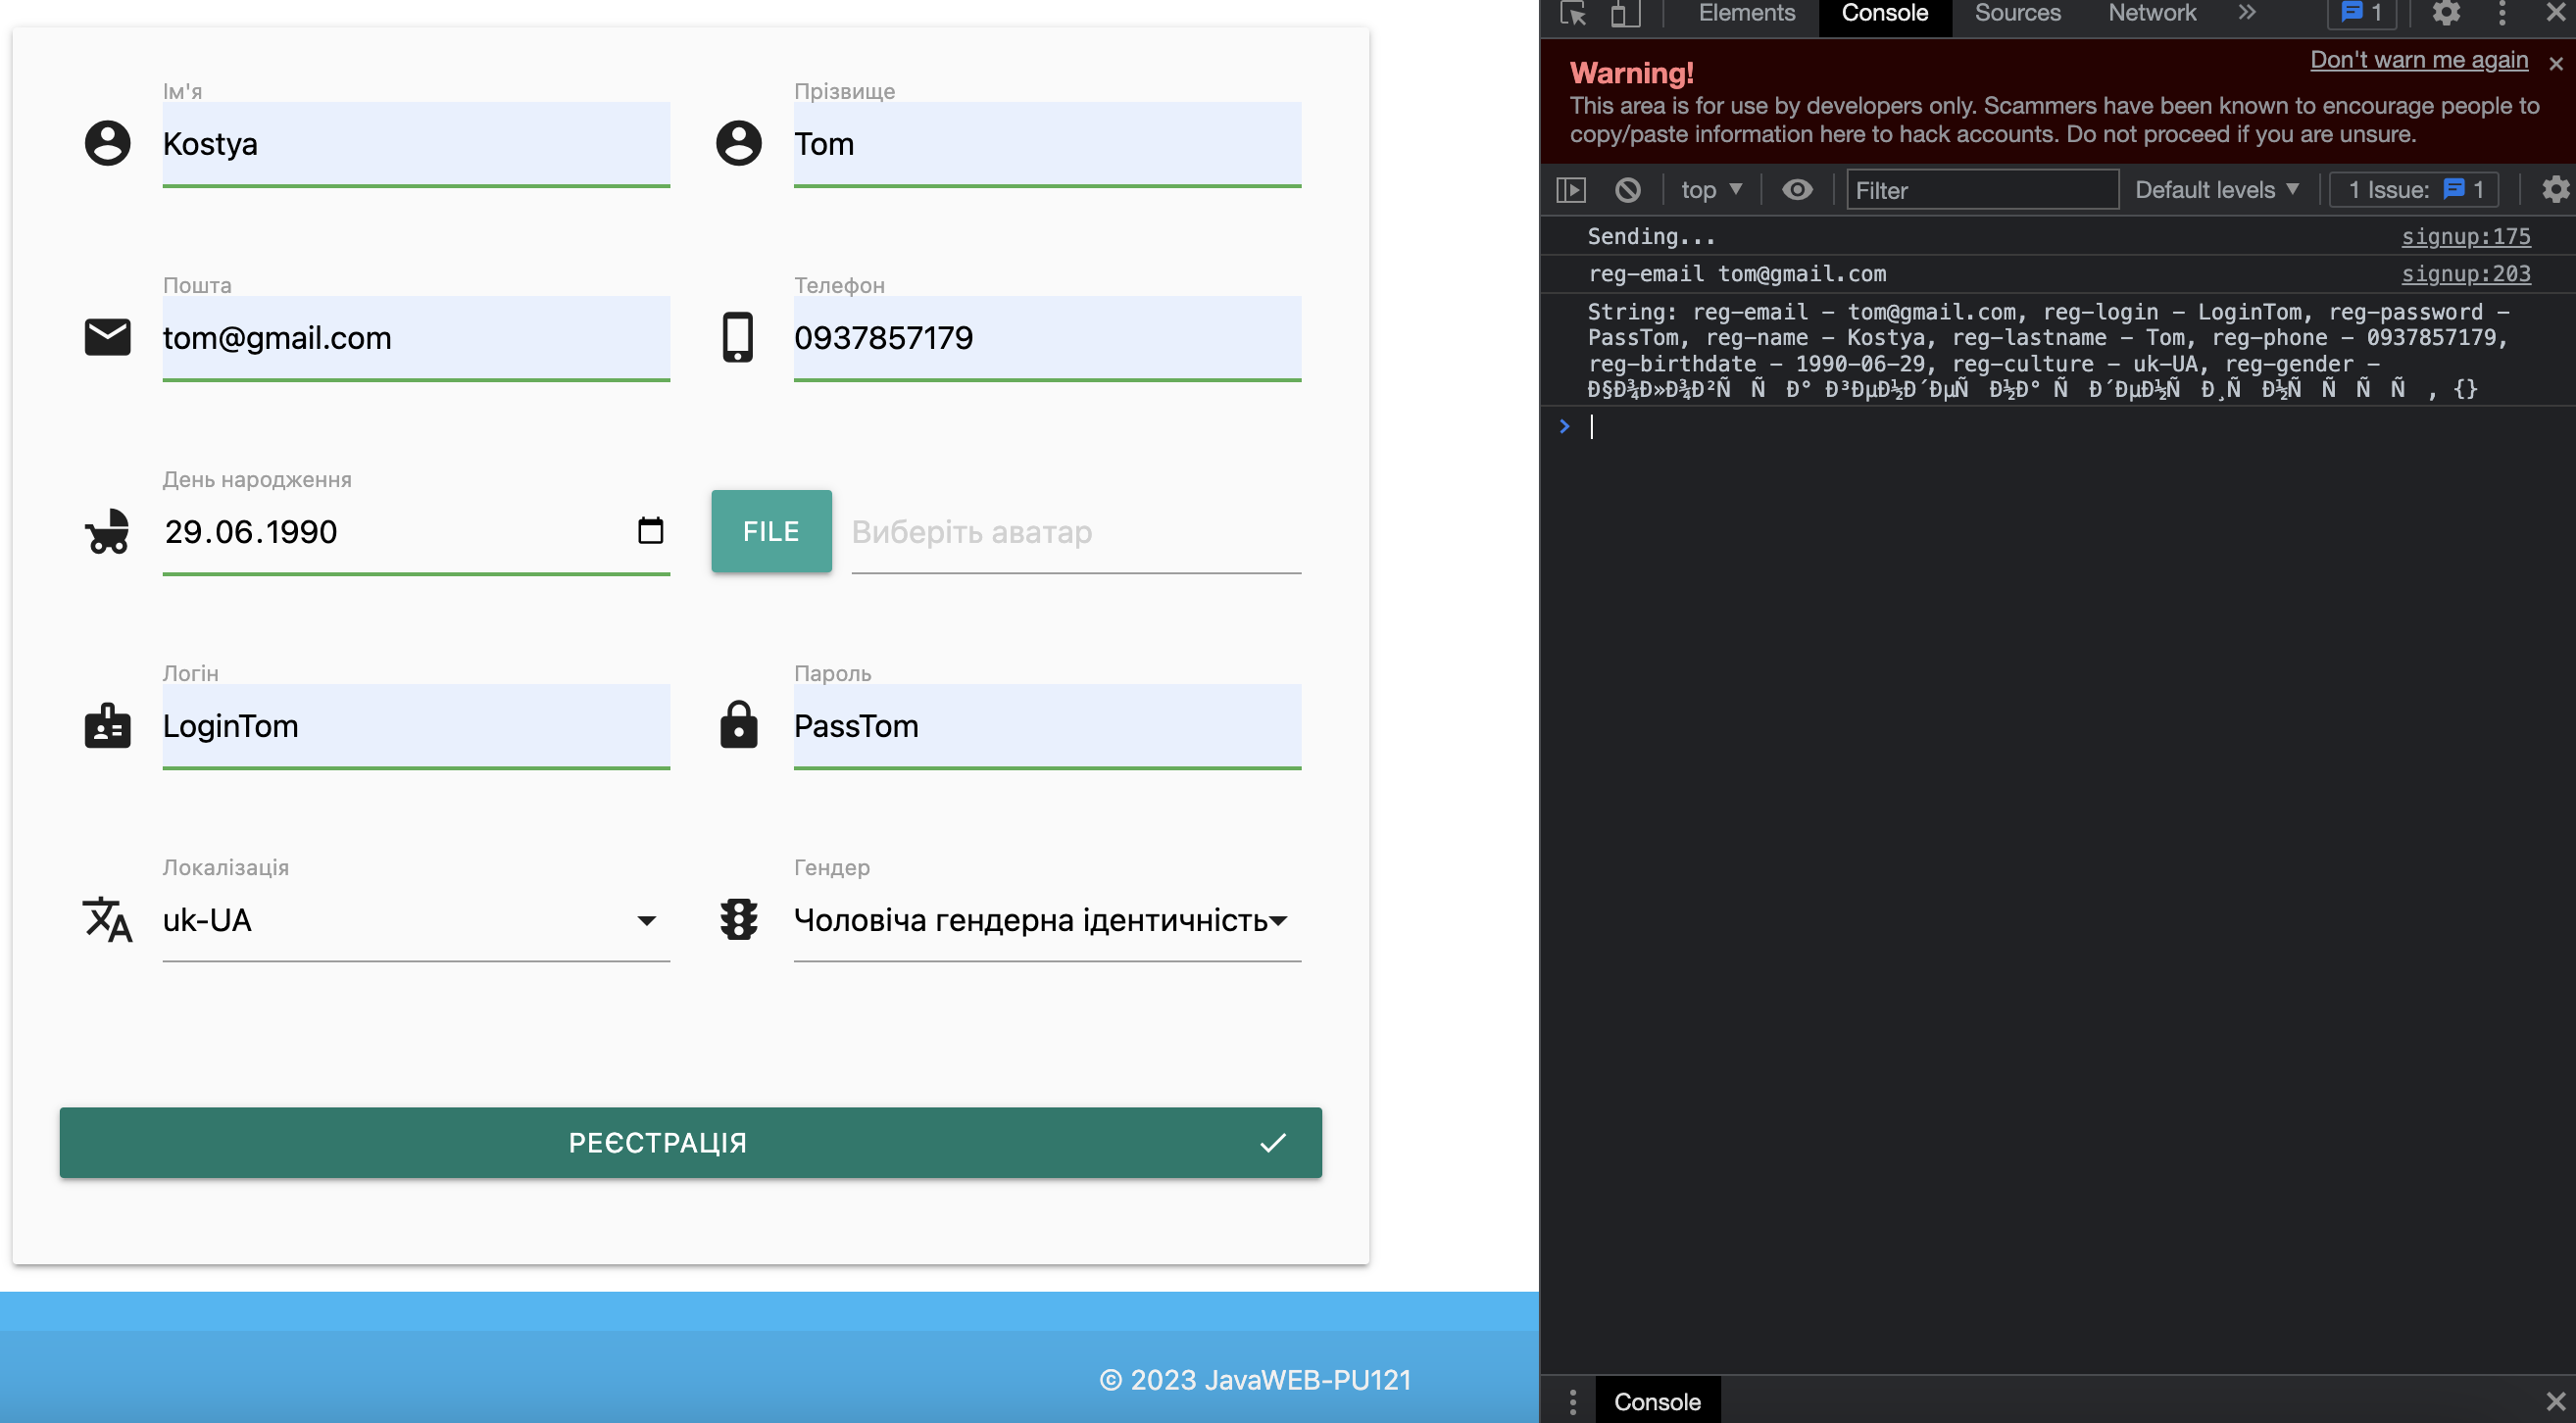 Ім'я
Прізвище
Kostya
Tom
Пошта
Телефон
tom@gmail.com
0937857179
День народження
29.06.1990
FILE
Виберіть аватар
Логін
Пароль
LoginTom
PassTom
Локалізація
Гендер
uk-UA
Чоловіча гендерна ідентичність
РЕЄСТРАЦІЯ
© 2023 JavaWEB-PU121
Elements Console Sources Network » 1
Warning!
Don't warn me again
This area is for use by developers only. Scammers have been known to encourage people to
copy/paste information here to hack accounts. Do not proceed if you are unsure.
top Filter Default levels 1 Issue: 1
Sending... signup:175
reg-email tom@gmail.com signup:203
String: reg-email - tom@gmail.com, reg-login - LoginTom, reg-password -
PassTom, reg-name - Kostya, reg-lastname - Tom, reg-phone - 0937857179,
reg-birthdate - 1990-06-29, reg-culture - uk-UA, reg-gender -
Ð§Ð¾Ð»Ð¾Ð²Ñ Ñ Ð° Ð³ÐµÐ½Ð´ÐµÑ Ð½Ð° Ñ Ð´ÐµÐ½Ñ Ð¸Ñ Ð½Ñ Ñ Ñ Ñ , {}
Console